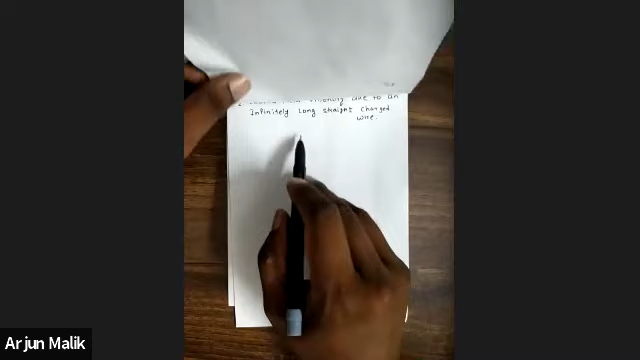 due to an
Infinitely Long straight charged
wire.
Arjun Malik